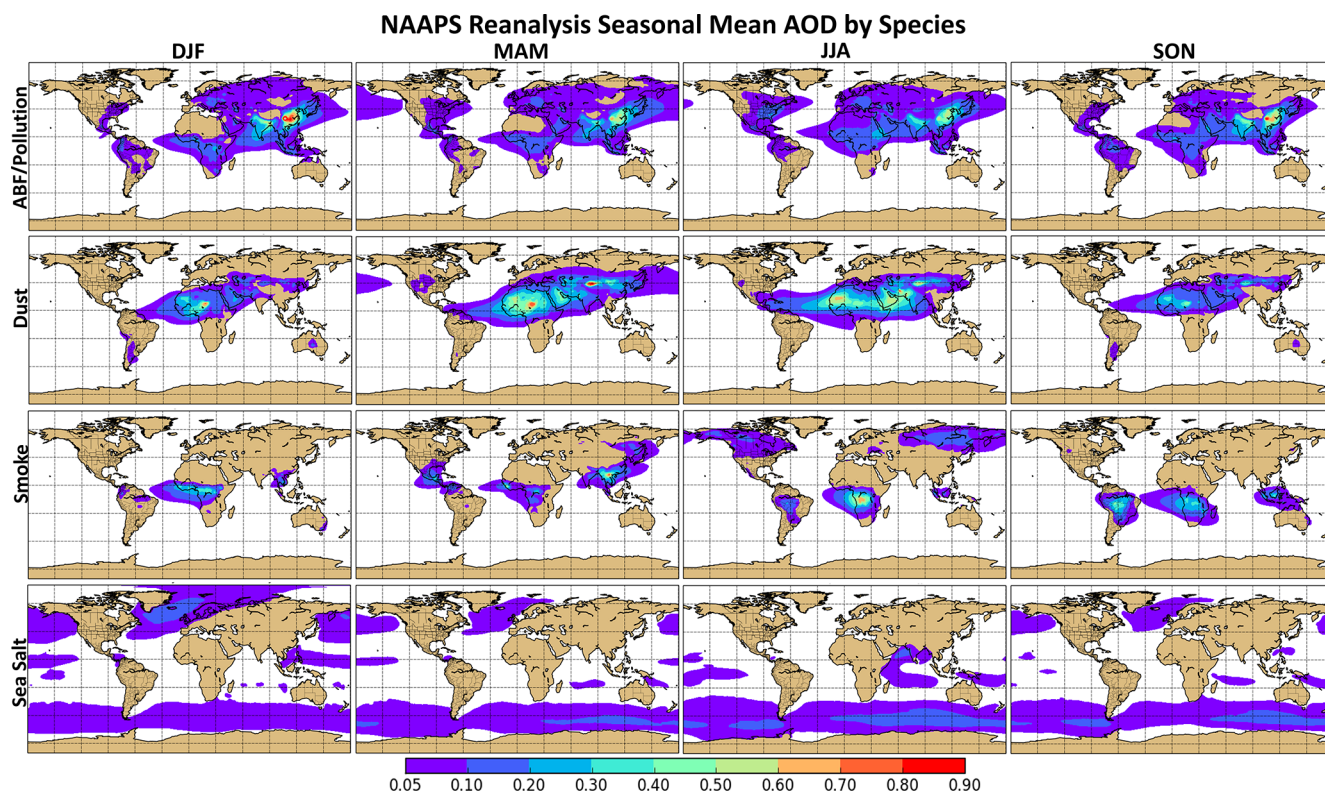 NAAPS Reanalysis Seasonal Mean AOD by Species
DJF MAM JJA SON
ABF/Pollution
Dust
Smoke
Sea Salt
0.05 0.10 0.20 0.30 0.40 0.50 0.60 0.70 0.80 0.90